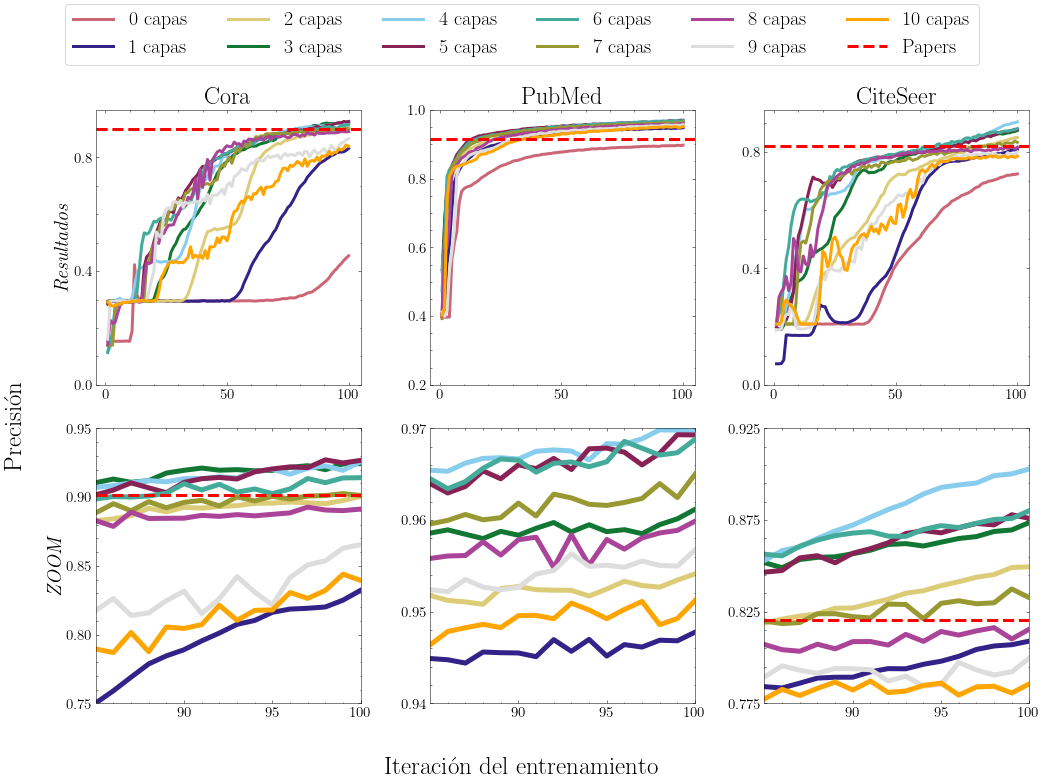 0 capas 2 capas 4 capas 6 capas 8 capas 10 capas
1 capas 3 capas 5 capas 7 capas 9 capas Papers
Cora PubMed CiteSeer
Precisión
Resultados
0.8
0.4
0.0
0 50 100
1.0
0.8
0.6
0.4
0.2
0 50 100
0.8
0.4
0.0
0 50 100
ZOOM
0.95
0.90
0.85
0.80
0.75
90 95 100
0.97
0.96
0.95
0.94
90 95 100
0.925
0.875
0.825
0.775
90 95 100
Iteración del entrenamiento